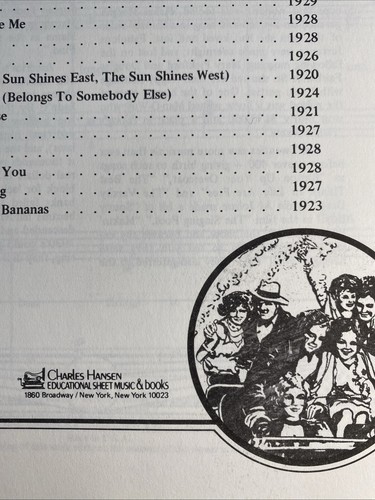 . . . . . . . . . . . . . . . . 1929
e Me . . . . . . . . . . . . . . . 1928
. . . . . . . . . . . . . . . . . . 1928
. . . . . . . . . . . . . . . . . . 1926
Sun Shines East, The Sun Shines West) . . . . 1920
(Belongs To Somebody Else) . . . . . . . . 1924
se . . . . . . . . . . . . . . . . . 1921
. . . . . . . . . . . . . . . . . . 1927
. . . . . . . . . . . . . . . . . . 1928
You . . . . . . . . . . . . . . . . 1928
g . . . . . . . . . . . . . . . . . 1927
Bananas . . . . . . . . . . . . . . 1923
CHARLES HANSEN
EDUCATIONAL SHEET MUSIC & books
1860 Broadway / New York, New York 10023